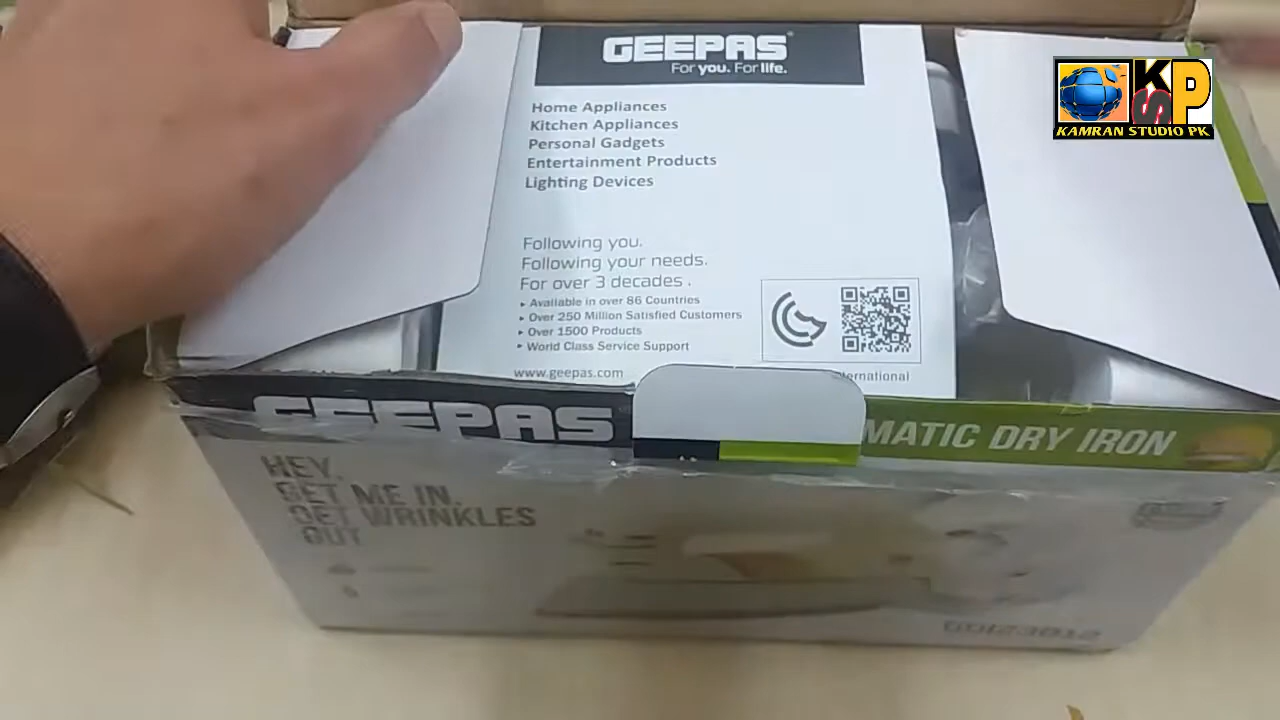 GEEPAS
For you. For life.
Home Appliances
Kitchen Appliances
Personal Gadgets
Entertainment Products
Lighting Devices
Following you.
Following your needs.
For over 3 decades .
▸ Available in over 86 Countries
▸ Over 250 Million Satisfied Customers
▸ Over 1500 Products
▸ World Class Service Support
www.geepas.com
ernational
KSP
KAMRAN STUDIO PK
GEEPAS
MATIC DRY IRON
HEY,
GET ME IN.
GET WRINKLES
OUT